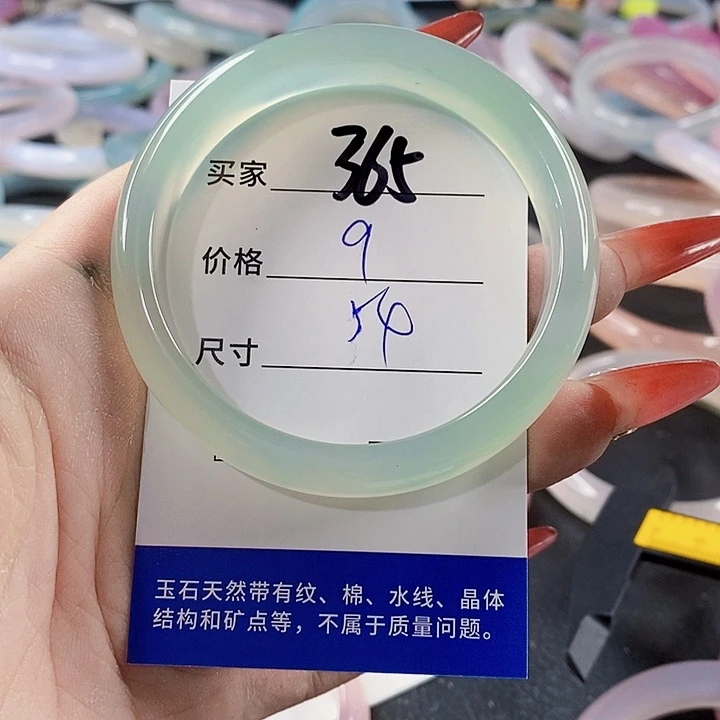 买家 365
价格 9
尺寸 54
玉石天然带有纹、棉、水线、晶体
结构和矿点等，不属于质量问题。